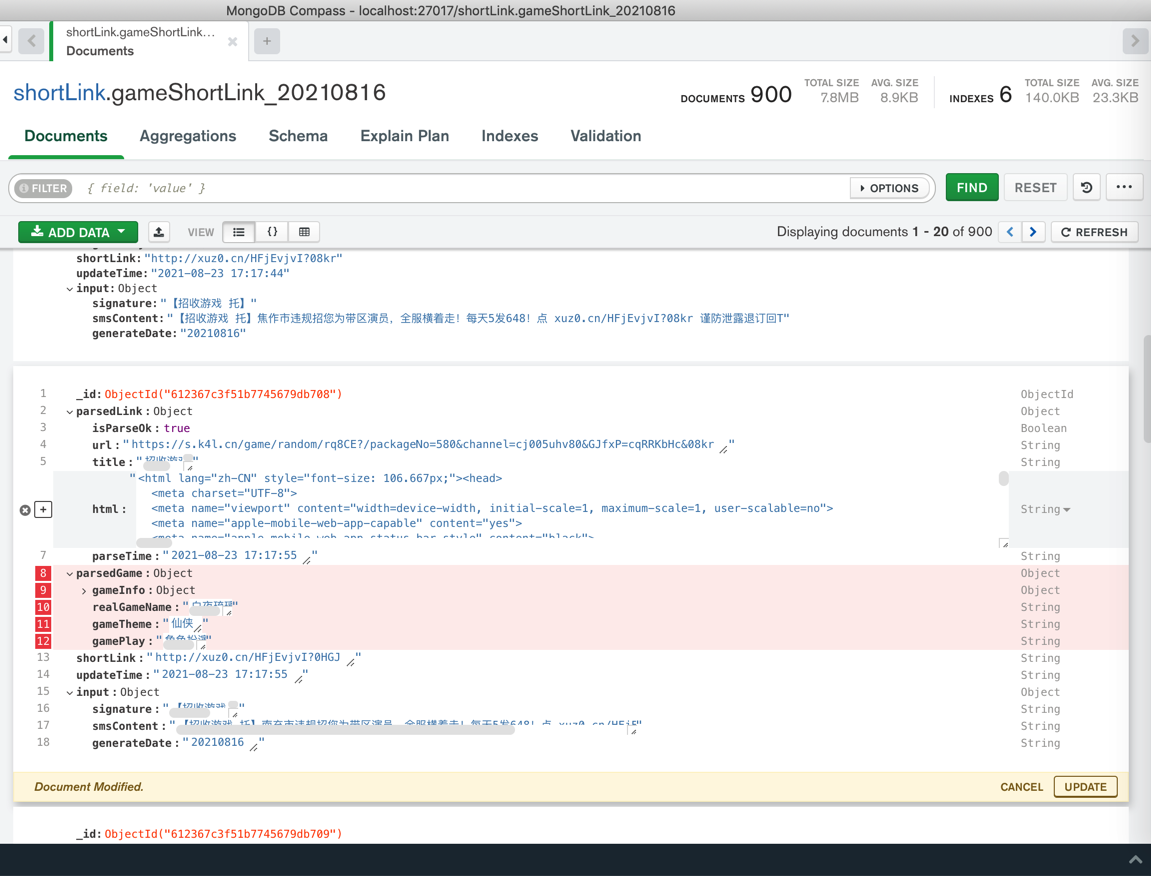 MongoDB Compass - localhost:27017/shortLink.gameShortLink_20210816
shortLink.gameShortLink...
Documents
shortLink.gameShortLink_20210816
DOCUMENTS 900
TOTAL SIZE 7.8MB
AVG. SIZE 8.9KB
INDEXES 6
TOTAL SIZE 140.0KB
AVG. SIZE 23.3KB
Documents Aggregations Schema Explain Plan Indexes Validation
FILTER { field: 'value' } OPTIONS FIND RESET
ADD DATA VIEW {} Displaying documents 1 - 20 of 900 REFRESH
shortLink:"http://xuz0.cn/HFjEvjvI?08kr"
updateTime:"2021-08-23 17:17:44"
input:Object
signature:"【招收游戏 托】"
smsContent:"【招收游戏 托】焦作市违规招您为带区演员，全服横着走！每天5发648！点 xuz0.cn/HFjEvjvI?08kr 谨防泄露退订回T"
generateDate:"20210816"
1 _id:ObjectId("612367c3f51b7745679db708") ObjectId
2 parsedLink:Object Object
3 isParseOk:true Boolean
4 url:"https://s.k4l.cn/game/random/rq8CE?/packageNo=580&channel=cj005uhv80&GJfxP=cqRRKbHc&08kr" String
5 title:" " String
"<html lang="zh-CN" style="font-size: 106.667px;"><head>
<meta charset="UTF-8">
html: <meta name="viewport" content="width=device-width, initial-scale=1, maximum-scale=1, user-scalable=no"> String
<meta name="apple-mobile-web-app-capable" content="yes">
<meta name="apple-mobile-web-app-status-bar-style" content="black">
7 parseTime:"2021-08-23 17:17:55" String
8 parsedGame:Object Object
9 gameInfo:Object Object
10 realGameName:" " String
11 gameTheme:"仙侠" String
12 gamePlay:" " String
13 shortLink:"http://xuz0.cn/HFjEvjvI?0HGJ" String
14 updateTime:"2021-08-23 17:17:55" String
15 input:Object Object
16 signature:" " String
17 smsContent:" " String
18 generateDate:"20210816" String
Document Modified. CANCEL UPDATE
_id:ObjectId("612367c3f51b7745679db709")